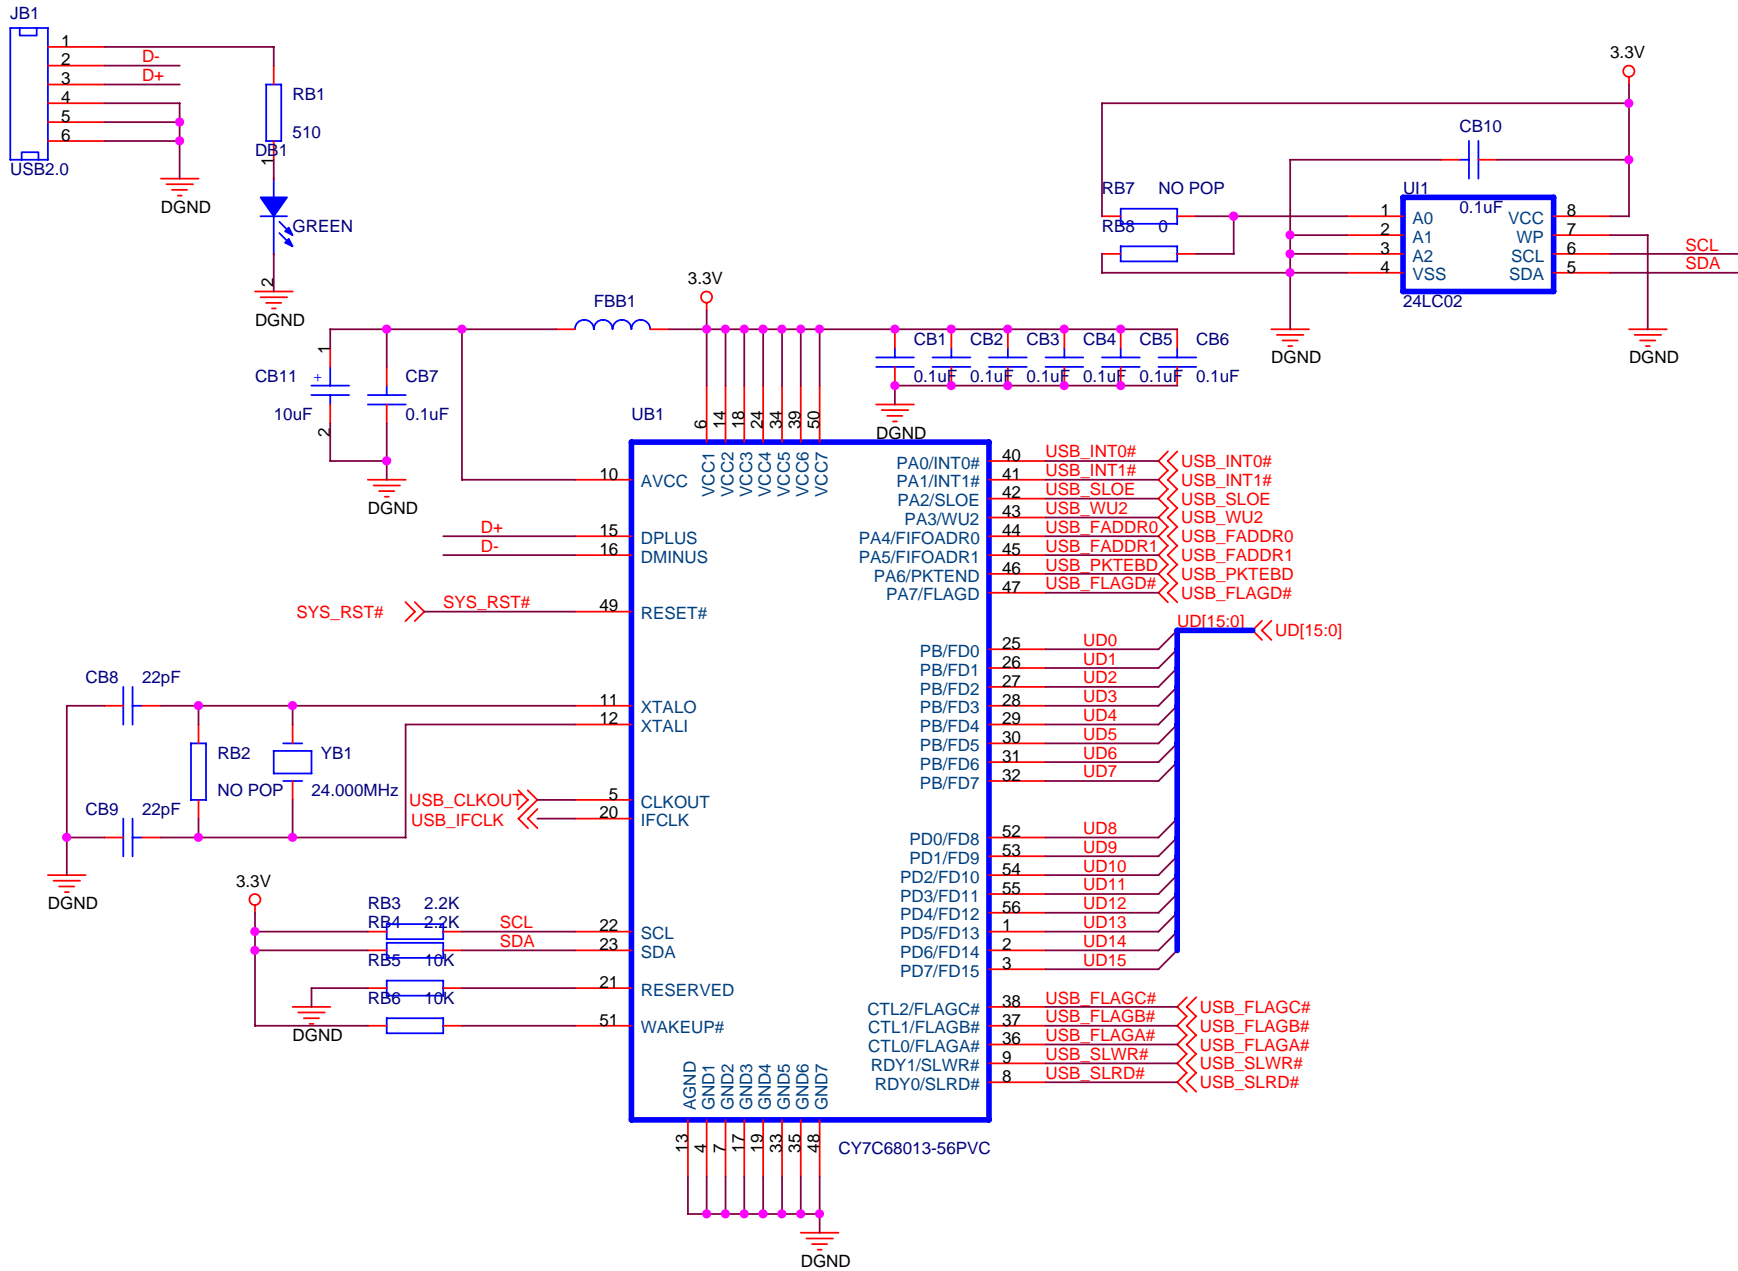 JB1
1
2
3
4
5
6
D-
D+
USB2.0
DGND
RB1
510
DB1
1
GREEN
2
DGND
3.3V
CB10
0.1uF
RB7 NO POP
RB8 0
UI1
1 A0 VCC 8
2 A1 WP 7
3 A2 SCL 6 SCL
4 VSS SDA 5 SDA
24LC02
DGND
DGND
3.3V
FBB1
1
CB11 +
10uF
2
CB7
0.1uF
DGND
CB1 CB2 CB3 CB4 CB5 CB6
0.1uF 0.1uF 0.1uF 0.1uF 0.1uF 0.1uF
DGND
UB1
6 14 18 24 34 39 50
VCC1 VCC2 VCC3 VCC4 VCC5 VCC6 VCC7
10 AVCC
D+ 15 DPLUS
D- 16 DMINUS
SYS_RST# SYS_RST# 49 RESET#
CB8 22pF
11 XTALO
12 XTALI
RB2
NO POP
YB1
24.000MHz
CB9 22pF
DGND
USB_CLKOUT 5 CLKOUT
USB_IFCLK 20 IFCLK
3.3V
RB3 2.2K
RB4 2.2K
SCL 22 SCL
SDA 23 SDA
RB5 10K
21 RESERVED
RB6 10K
DGND
51 WAKEUP#
PA0/INT0# 40 USB_INT0# USB_INT0#
PA1/INT1# 41 USB_INT1# USB_INT1#
PA2/SLOE 42 USB_SLOE USB_SLOE
PA3/WU2 43 USB_WU2 USB_WU2
PA4/FIFOADR0 44 USB_FADDR0 USB_FADDR0
PA5/FIFOADR1 45 USB_FADDR1 USB_FADDR1
PA6/PKTEND 46 USB_PKTEBD USB_PKTEBD
PA7/FLAGD 47 USB_FLAGD# USB_FLAGD#
UD[15:0] UD[15:0]
PB/FD0 25 UD0
PB/FD1 26 UD1
PB/FD2 27 UD2
PB/FD3 28 UD3
PB/FD4 29 UD4
PB/FD5 30 UD5
PB/FD6 31 UD6
PB/FD7 32 UD7
PD0/FD8 52 UD8
PD1/FD9 53 UD9
PD2/FD10 54 UD10
PD3/FD11 55 UD11
PD4/FD12 56 UD12
PD5/FD13 1 UD13
PD6/FD14 2 UD14
PD7/FD15 3 UD15
CTL2/FLAGC# 38 USB_FLAGC# USB_FLAGC#
CTL1/FLAGB# 37 USB_FLAGB# USB_FLAGB#
CTL0/FLAGA# 36 USB_FLAGA# USB_FLAGA#
RDY1/SLWR# 9 USB_SLWR# USB_SLWR#
RDY0/SLRD# 8 USB_SLRD# USB_SLRD#
AGND GND1 GND2 GND3 GND4 GND5 GND6 GND7
13 4 7 17 19 33 35 48
CY7C68013-56PVC
DGND